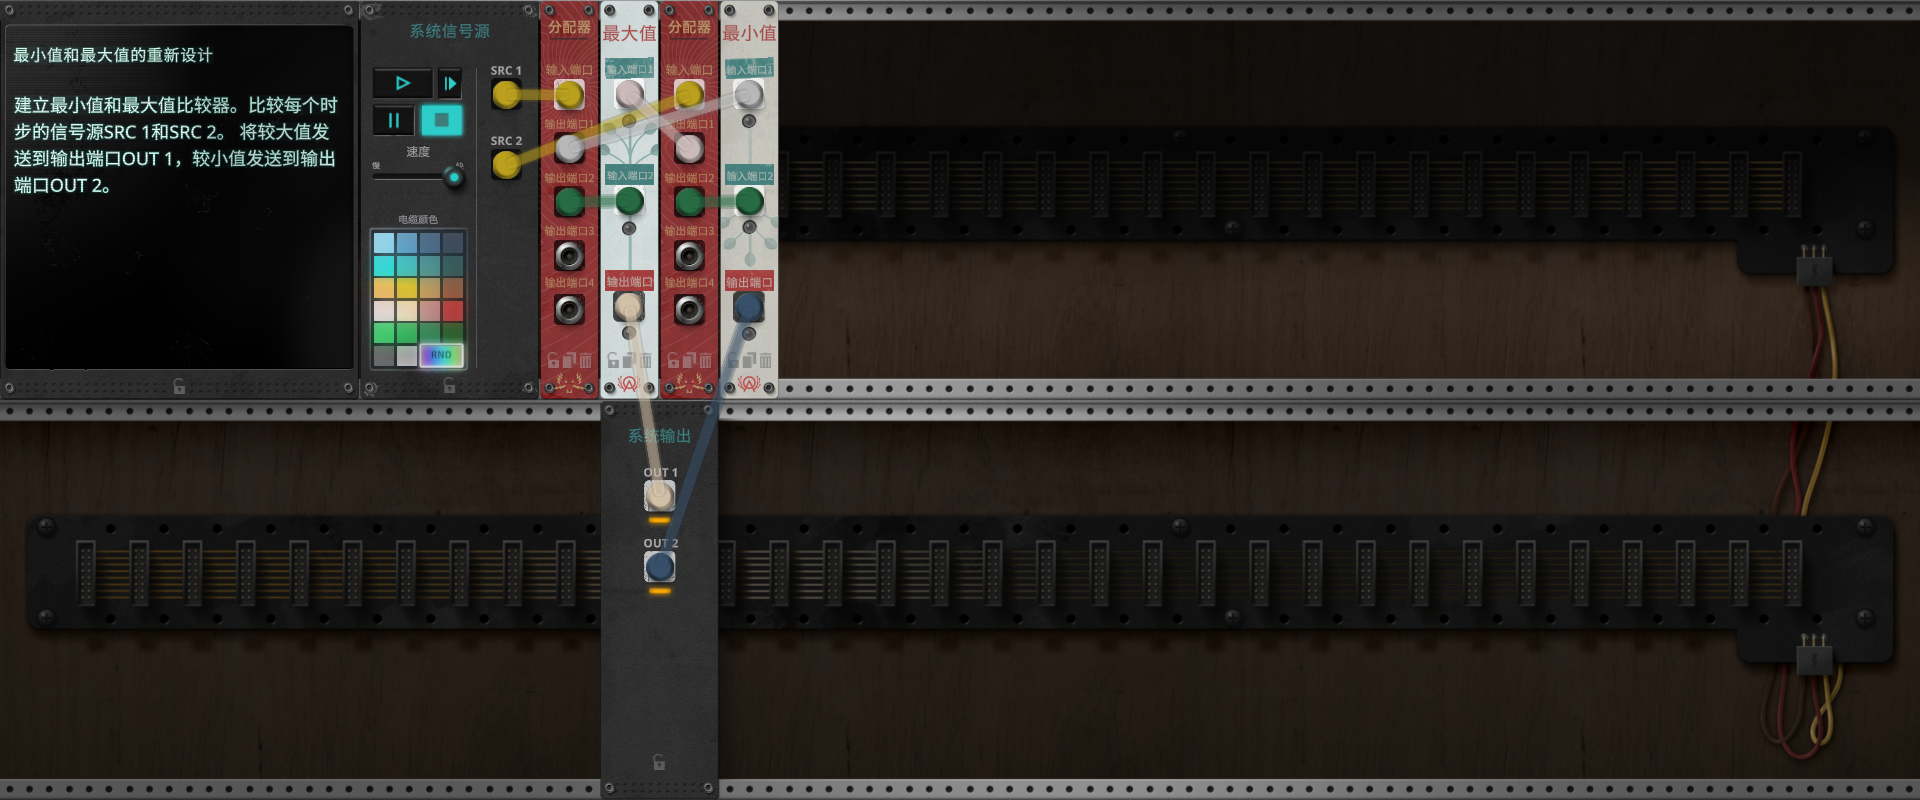 最小值和最大值的重新设计
建立最小值和最大值比较器。比较每个时
步的信号源SRC 1和SRC 2。 将较大值发
送到输出端口OUT 1，较小值发送到输出
端口OUT 2。
系统信号源
SRC 1
SRC 2
速度
慢
快
电缆颜色
RND
分配器
输入端口
输出端口1
输出端口2
输出端口3
输出端口4
最大值
输入端口1
输入端口2
输出端口
分配器
输入端口
输出端口1
输出端口2
输出端口3
输出端口4
最小值
输入端口1
输入端口2
输出端口
系统输出
OUT 1
OUT 2